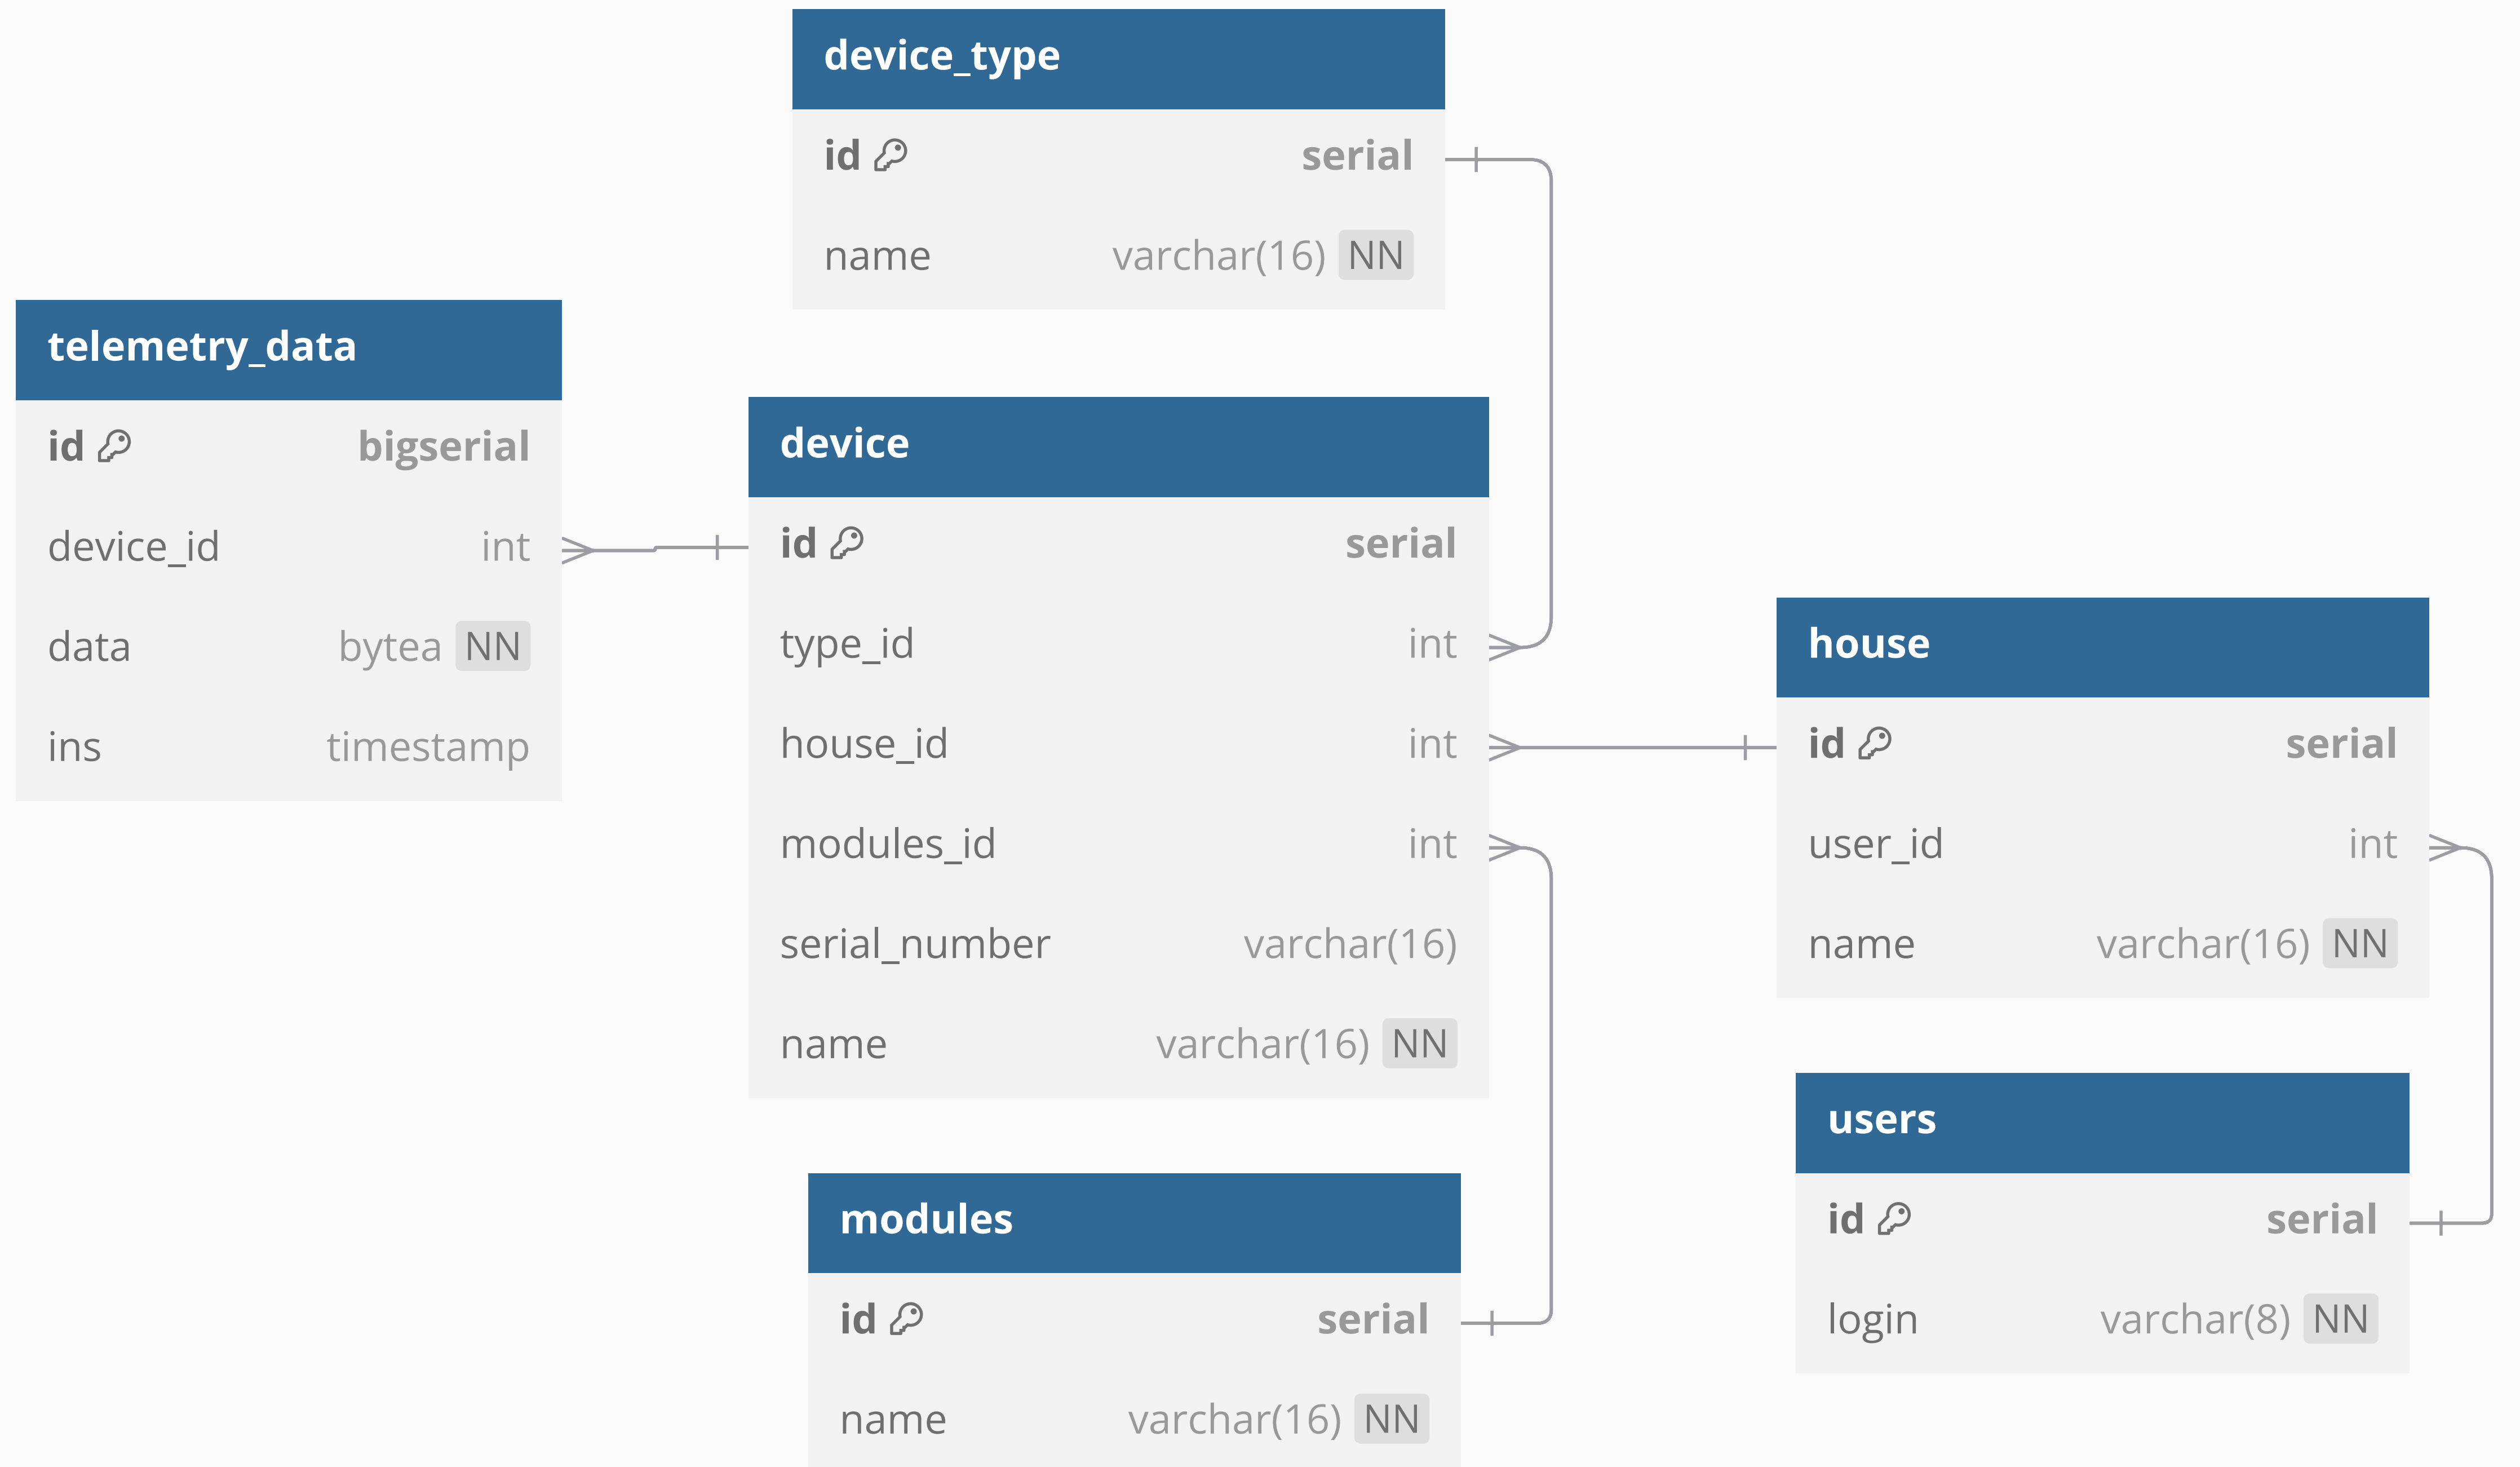 device_type
id serial
name varchar(16) NN
telemetry_data
id bigserial
device_id int
data bytea NN
ins timestamp
device
id serial
type_id int
house_id int
modules_id int
serial_number varchar(16)
name varchar(16) NN
house
id serial
user_id int
name varchar(16) NN
users
id serial
login varchar(8) NN
modules
id serial
name varchar(16) NN